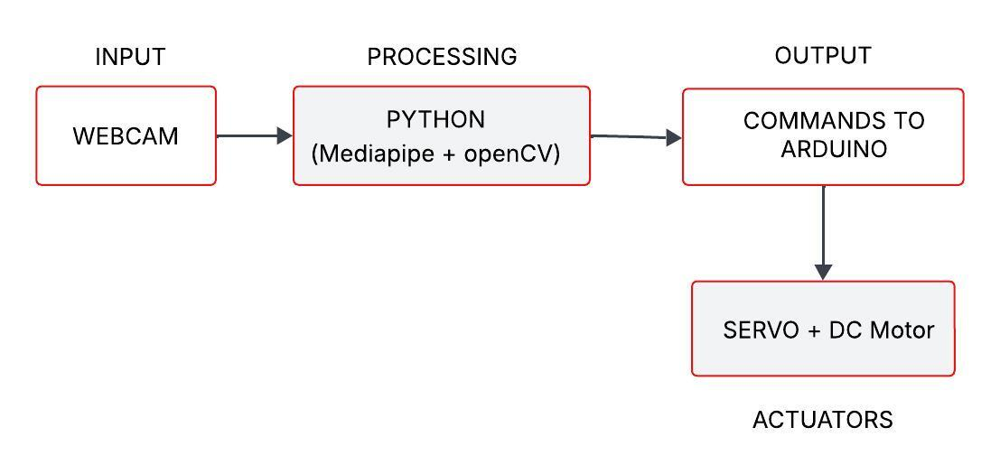 INPUT
PROCESSING
OUTPUT
WEBCAM
PYTHON
(Mediapipe + openCV)
COMMANDS TO
ARDUINO
SERVO + DC Motor
ACTUATORS